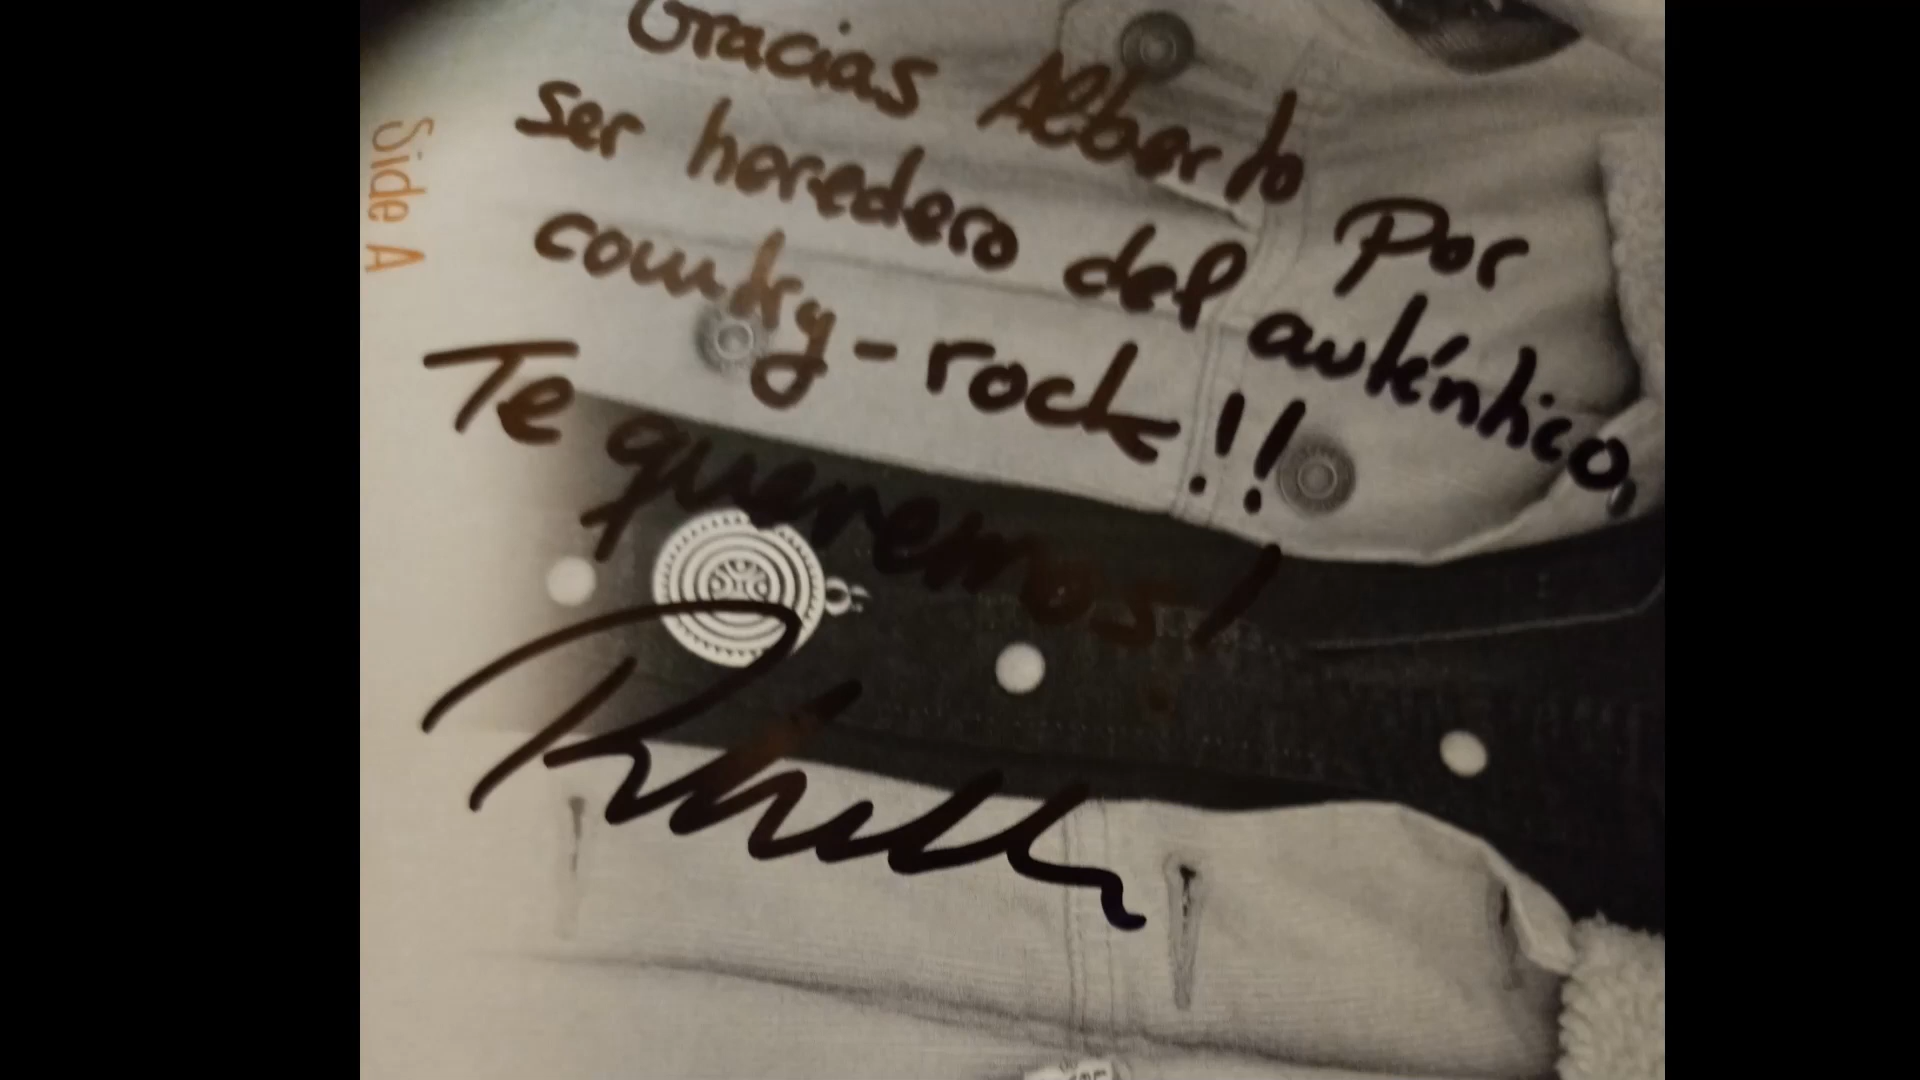 Gracias Alberto Por
ser heredero del auténtico,
country-rock!!
Te queremos!
Side A